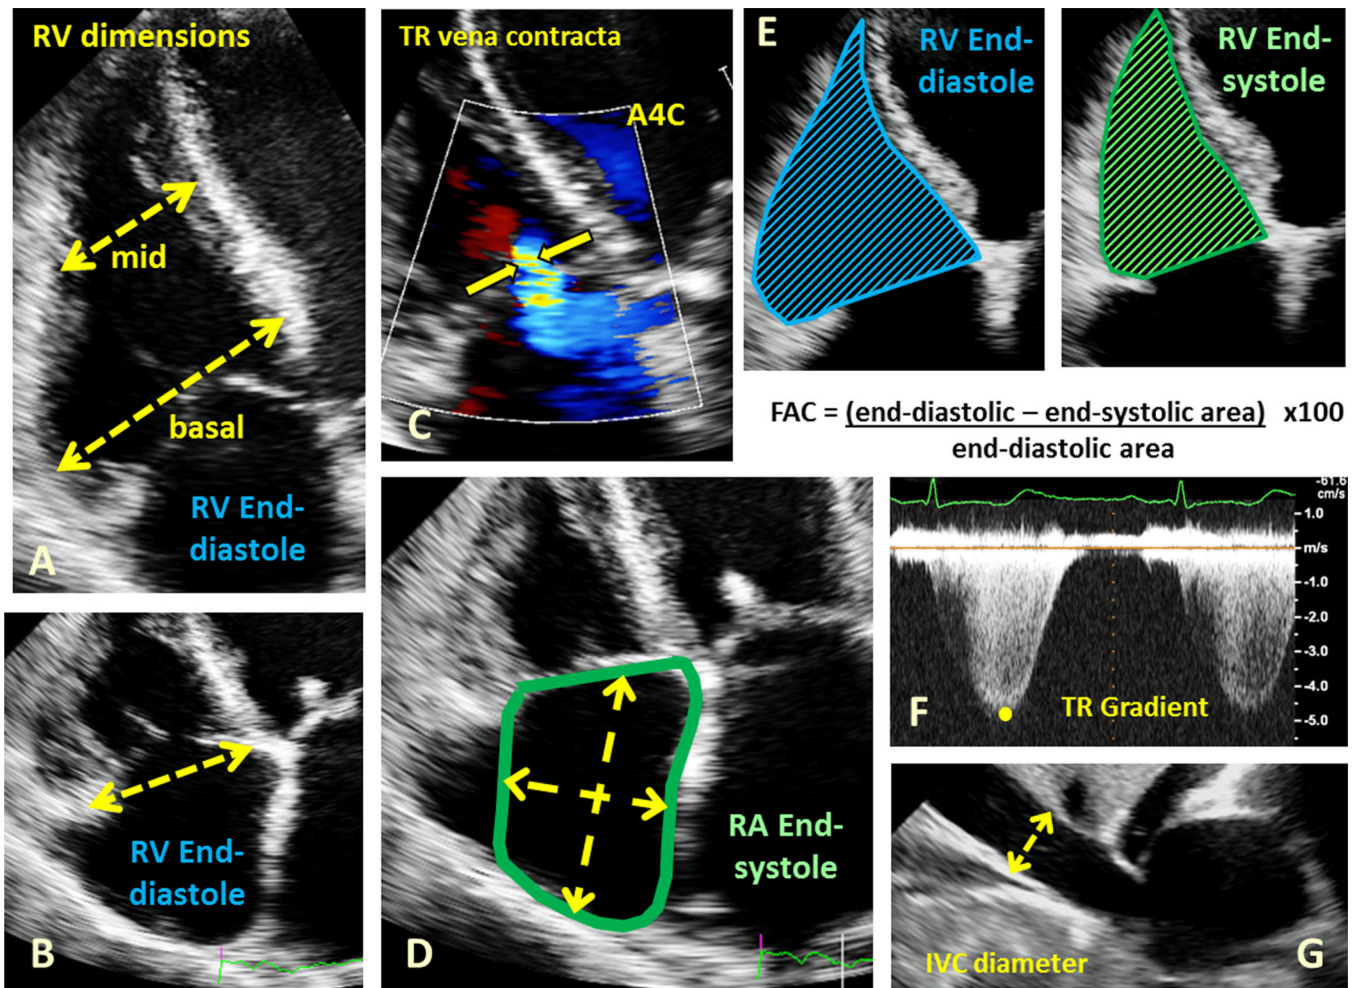 RV dimensions
mid
basal
RV End-
diastole
A
RV End-
diastole
B
TR vena contracta
A4C
C
RA End-
systole
D
E
RV End-
diastole
RV End-
systole
FAC = (end-diastolic – end-systolic area) x100
end-diastolic area
-61.6
cm/s
1.0
m/s
-1.0
-2.0
-3.0
-4.0
-5.0
F
TR Gradient
IVC diameter
G